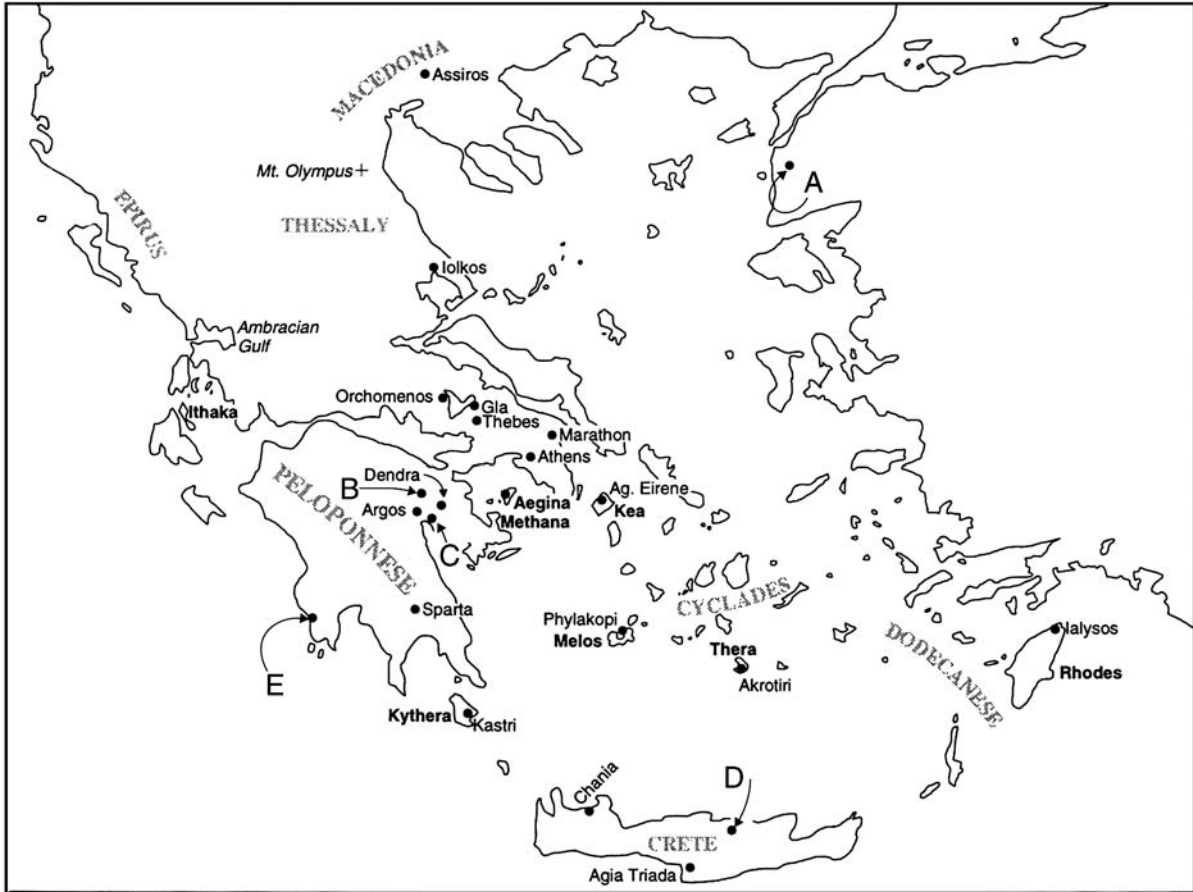 MACEDONIA
Assiros
Mt. Olympus
A
EPIRUS
THESSALY
Iolkos
Ambracian
Gulf
Ithaka
Orchomenos
Gla
Thebes
Marathon
Athens
Dendra
B
Argos
C
PELOPONNESE
Aegina
Methana
Ag. Eirene
Kea
CYCLADES
Sparta
Phylakopi
Melos
Thera
Akrotiri
DODECANESE
Ialysos
Rhodes
E
Kythera
Kastri
Chania
D
CRETE
Agia Triada